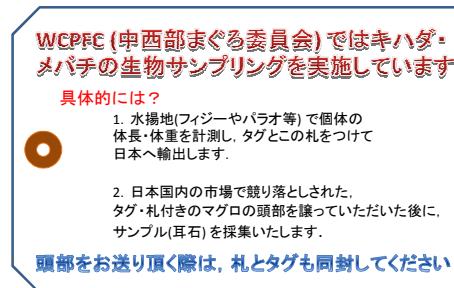 WCPFC (中西部まぐろ委員会) ではキハダ・
メバチの生物サンプリングを実施しています
具体的には？
1. 水揚地(フィジーやパラオ等) で個体の
体長・体重を計測し, タグとこの札をつけて
日本へ輸出します.
2. 日本国内の市場で競り落としされた,
タグ・札付きのマグロの頭部を譲っていただいた後に,
サンプル(耳石) を採集いたします.
頭部をお送り頂く際は, 札とタグも同封してください